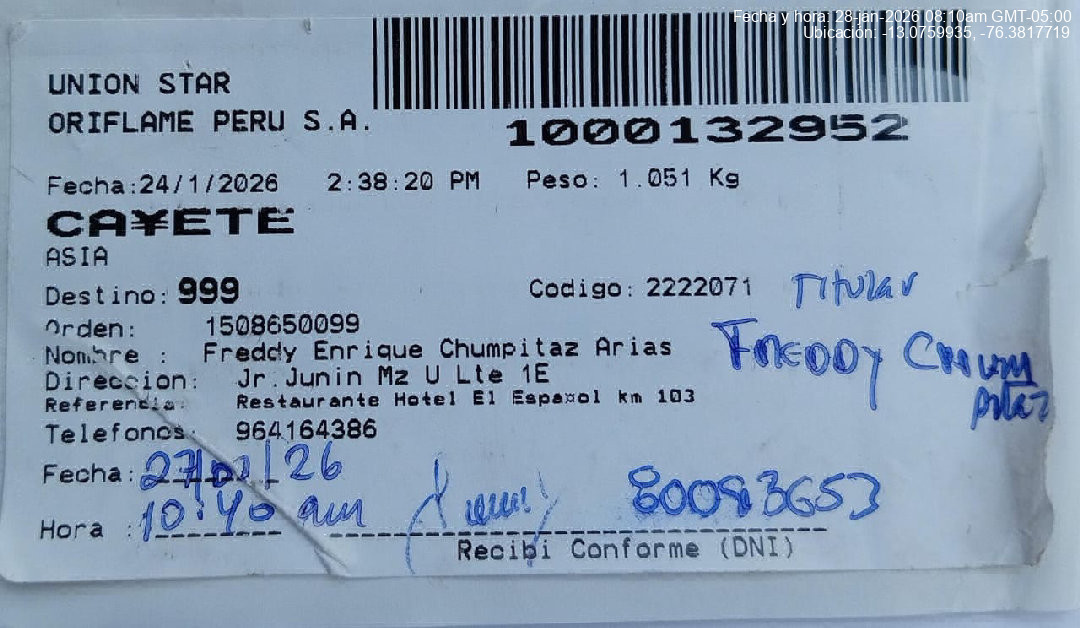 Fecha y hora: 28-jan-2026 08:10am GMT-05:00
Ubicación: -13.0759935, -76.3817719
UNION STAR
ORIFLAME PERU S.A.
1000132952
Fecha:24/1/2026 2:38:20 PM Peso: 1.051 Kg
CA¥ETE
ASIA
Destino: 999 Codigo: 2222071 Titular
Orden: 1508650099
Nombre : Freddy Enrique Chumpitaz Arias FREDDY CHUM
Direccion: Jr.Junin Mz U Lte 1E PITAZ
Referencia: Restaurante Hotel El Espa¤ol km 103
Telefonos: 964164386
Fecha: 27/01/26
Hora : 10:40 am 80093653
Recibi Conforme (DNI)